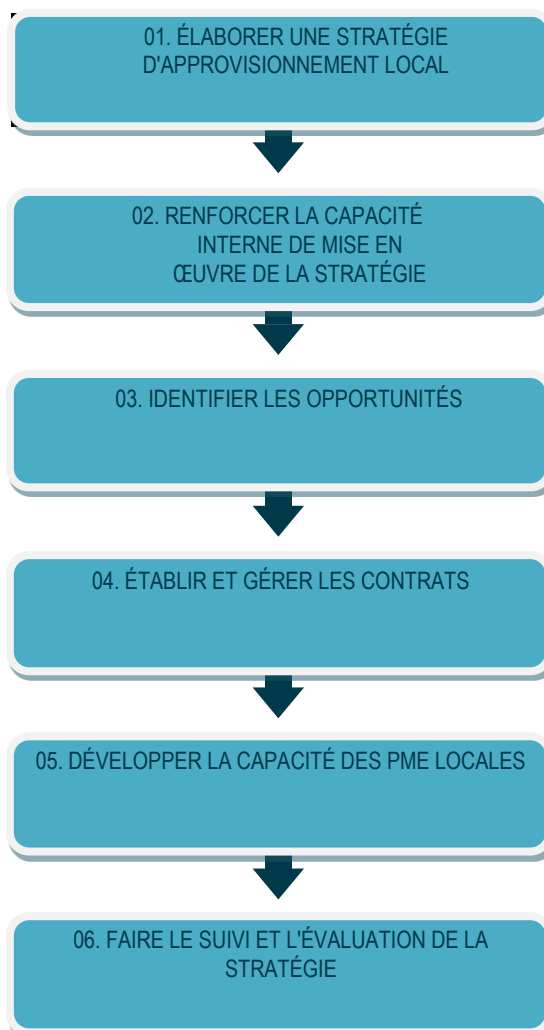 01. ÉLABORER UNE STRATÉGIE
D'APPROVISIONNEMENT LOCAL
02. RENFORCER LA CAPACITÉ
INTERNE DE MISE EN
ŒUVRE DE LA STRATÉGIE
03. IDENTIFIER LES OPPORTUNITÉS
04. ÉTABLIR ET GÉRER LES CONTRATS
05. DÉVELOPPER LA CAPACITÉ DES PME LOCALES
06. FAIRE LE SUIVI ET L'ÉVALUATION DE LA
STRATÉGIE